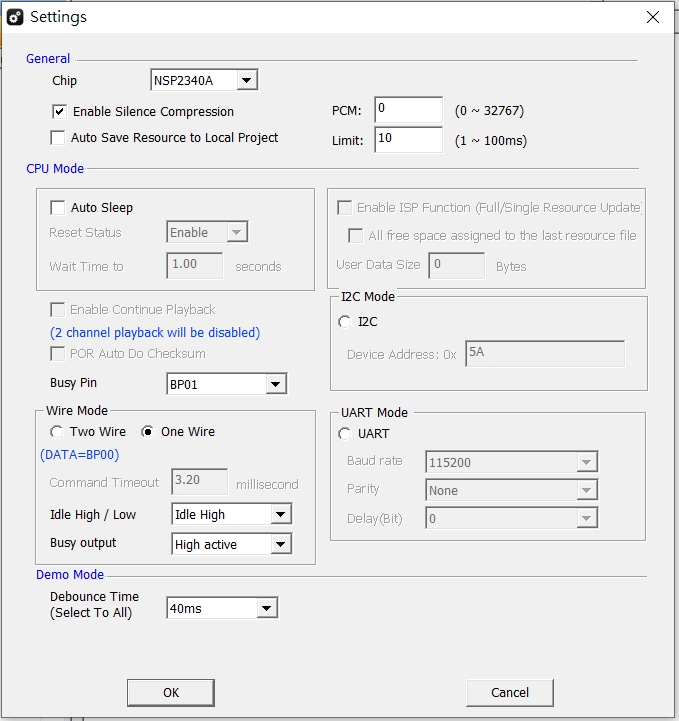 Settings
General
Chip NSP2340A
Enable Silence Compression PCM: 0 (0 ~ 32767)
Auto Save Resource to Local Project Limit: 10 (1 ~ 100ms)
CPU Mode
Auto Sleep
Reset Status Enable
Wait Time to 1.00 seconds
Enable ISP Function (Full/Single Resource Update)
All free space assigned to the last resource file
User Data Size 0 Bytes
Enable Continue Playback
(2 channel playback will be disabled)
POR Auto Do Checksum
Busy Pin BP01
I2C Mode
I2C
Device Address: 0x 5A
Wire Mode
Two Wire One Wire
(DATA=BP00)
Command Timeout 3.20 millisecond
Idle High / Low Idle High
Busy output High active
UART Mode
UART
Baud rate 115200
Parity None
Delay(Bit) 0
Demo Mode
Debounce Time
(Select To All) 40ms
OK Cancel